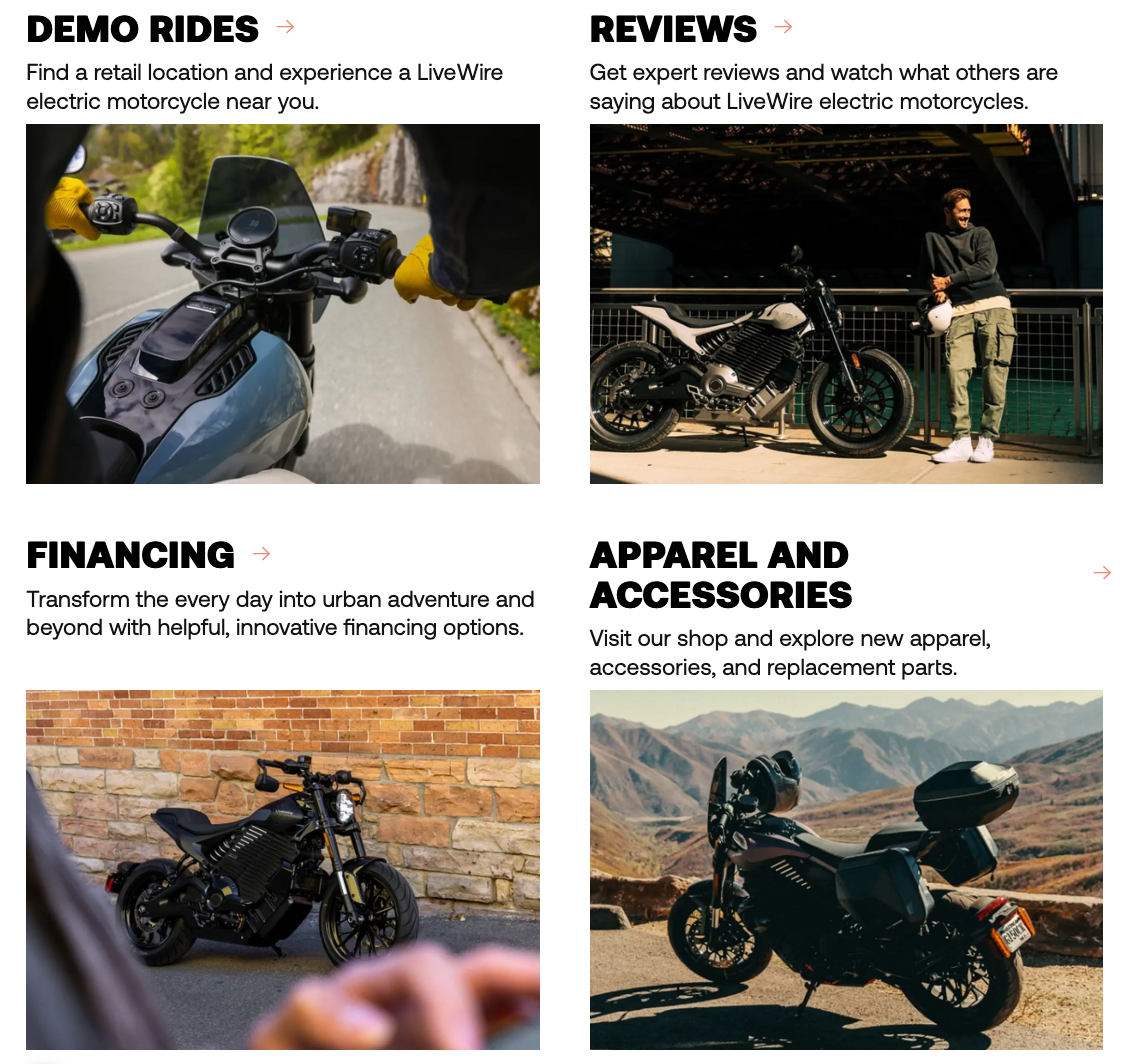 DEMO RIDES →
Find a retail location and experience a LiveWire
electric motorcycle near you.
REVIEWS →
Get expert reviews and watch what others are
saying about LiveWire electric motorcycles.
FINANCING →
Transform the every day into urban adventure and
beyond with helpful, innovative financing options.
APPAREL AND
ACCESSORIES →
Visit our shop and explore new apparel,
accessories, and replacement parts.